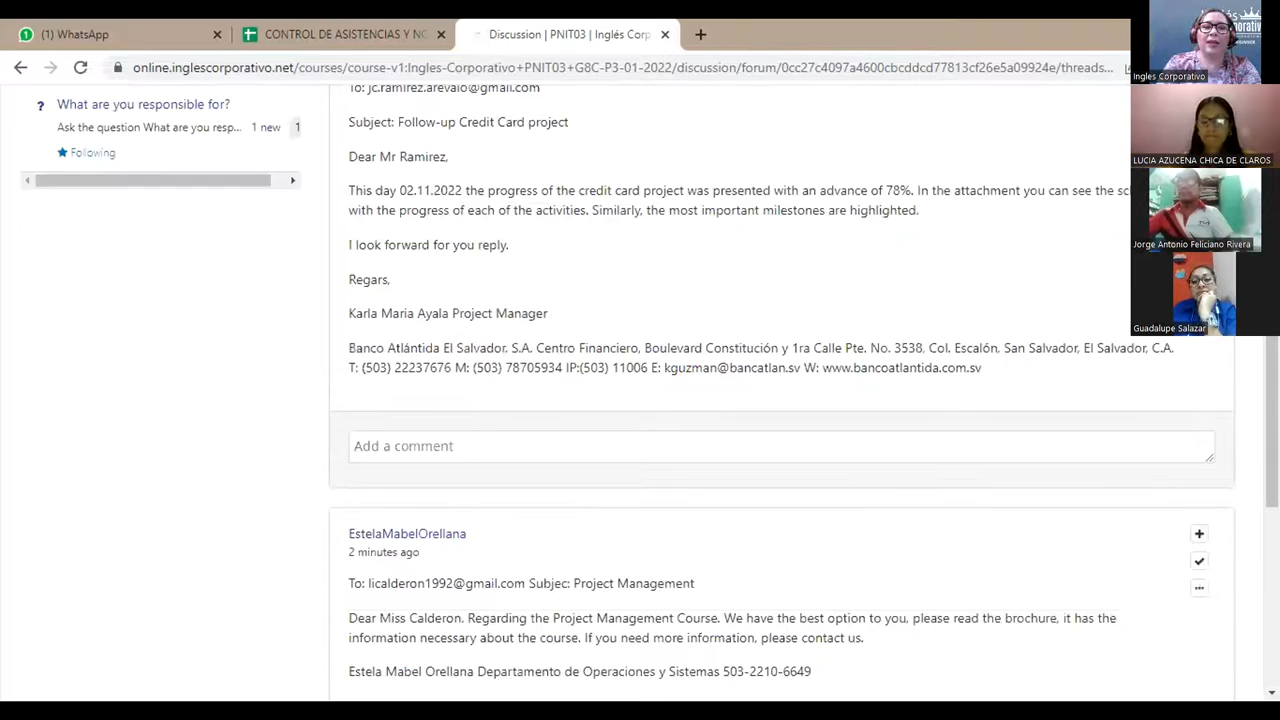 (1) WhatsApp
CONTROL DE ASISTENCIAS Y NO
Discussion | PNIT03 | Inglés Corp
online.inglescorporativo.net/courses/course-v1:Ingles-Corporativo+PNIT03+G8C-P3-01-2022/discussion/forum/0cc27c4097a4600cbcddcd77813cf26e5a09924e/threads...
Ingles Corporativo
LUCIA AZUCENA CHICA DE CLAROS
Jorge Antonio Feliciano Rivera
Guadalupe Salazar
What are you responsible for?
Ask the question What are you resp... 1 new 1
Following
To: jc.ramirez.arevalo@gmail.com
Subject: Follow-up Credit Card project
Dear Mr Ramirez,
This day 02.11.2022 the progress of the credit card project was presented with an advance of 78%. In the attachment you can see the
with the progress of each of the activities. Similarly, the most important milestones are highlighted.
I look forward for you reply.
Regars,
Karla Maria Ayala Project Manager
Banco Atlántida El Salvador. S.A. Centro Financiero, Boulevard Constitución y 1ra Calle Pte. No. 3538, Col. Escalón, San Salvador, El Salvador, C.A.
T: (503) 22237676 M: (503) 78705934 IP:(503) 11006 E: kguzman@bancatlan.sv W: www.bancoatlantida.com.sv
Add a comment
EstelaMabelOrellana
2 minutes ago
To: licalderon1992@gmail.com Subjec: Project Management
Dear Miss Calderon. Regarding the Project Management Course. We have the best option to you, please read the brochure, it has the
information necessary about the course. If you need more information, please contact us.
Estela Mabel Orellana Departamento de Operaciones y Sistemas 503-2210-6649